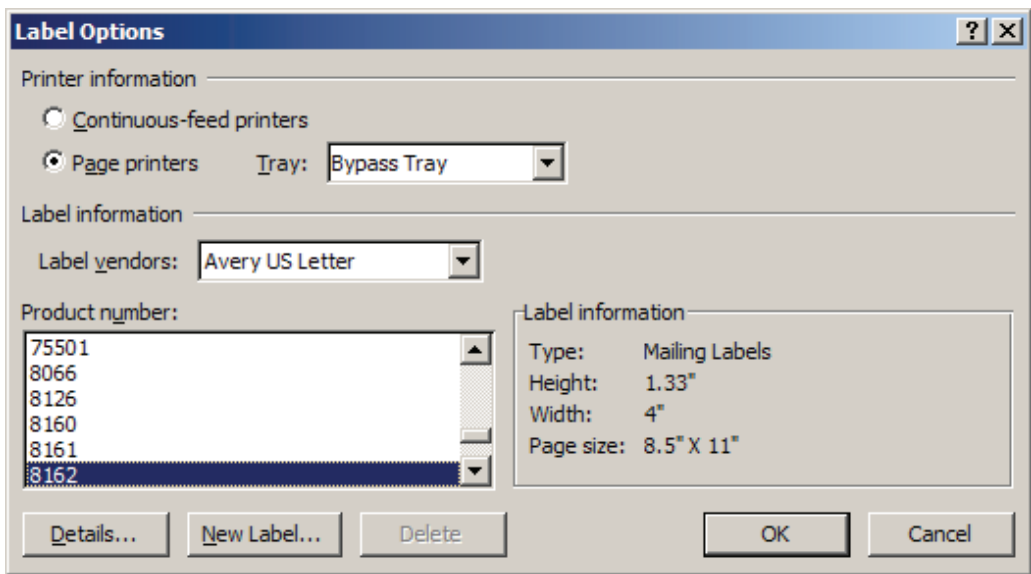 Label Options
Printer information
Continuous-feed printers
Page printers Tray: Bypass Tray
Label information
Label vendors: Avery US Letter
Product number:
75501
8066
8126
8160
8161
8162
Label information
Type: Mailing Labels
Height: 1.33"
Width: 4"
Page size: 8.5" X 11"
Details... New Label... Delete OK Cancel